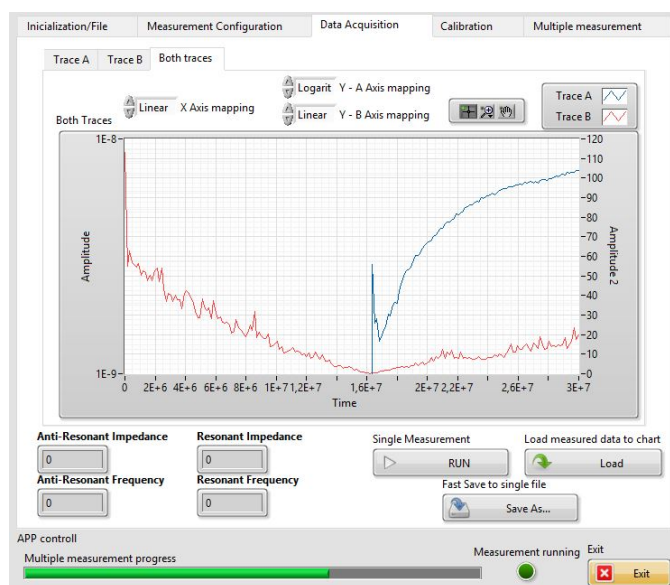 Inicialization/File Measurement Configuration Data Acquisition Calibration Multiple measurement
Trace A Trace B Both traces
Logarit Y - A Axis mapping
Linear X Axis mapping
Linear Y - B Axis mapping
Trace A
Trace B
Both Traces
1E-8
1E-9
Amplitude
120
110
100
90
80
70
60
50
40
30
20
10
0
Amplitude 2
0 2E+6 4E+6 6E+6 8E+6 1E+7 1,2E+7 1,6E+7 2E+7 2,2E+7 2,6E+7 3E+7
Time
Anti-Resonant Impedance Resonant Impedance
0 0
Anti-Resonant Frequency Resonant Frequency
0 0
Single Measurement Load measured data to chart
RUN Load
Fast Save to single file
Save As...
APP controll
Multiple measurement progress
Measurement running
Exit
Exit